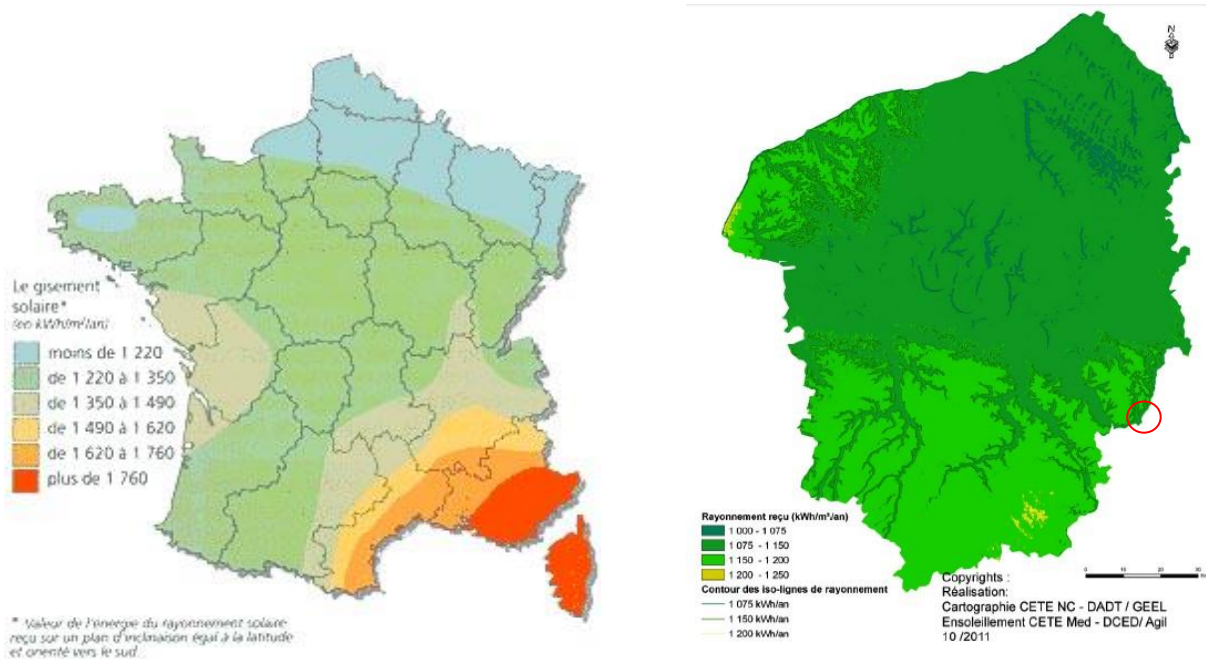 Le gisement
solaire*
(en kWh/m²/an)
moins de 1 220
de 1 220 à 1 350
de 1 350 à 1 490
de 1 490 à 1 620
de 1 620 à 1 760
plus de 1 760
* Valeur de l'énergie du rayonnement solaire
reçu sur un plan d'inclinaison égal à la latitude
et orienté vers le sud
N
Rayonnement reçu (kWh/m²/an)
1 000 - 1 075
1 075 - 1 150
1 150 - 1 200
1 200 - 1 250
Contour des iso-lignes de rayonnement
1 075 kWh/an
1 150 kWh/an
1 200 kWh/an
0 10 20 30
Copyrights :
Réalisation:
Cartographie CETE NC - DADT / GEEL
Ensoleillement CETE Med - DCED/ Agil
10 /2011